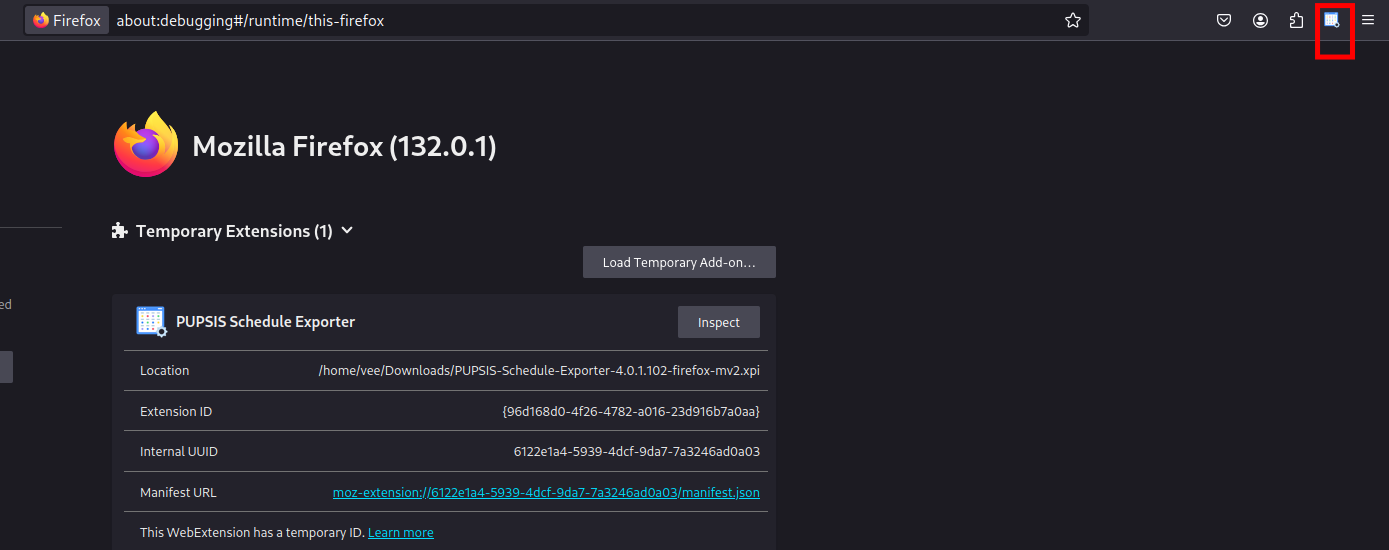 Firefox about:debugging#/runtime/this-firefox
Mozilla Firefox (132.0.1)
Temporary Extensions (1)
Load Temporary Add-on...
ed
PUPSIS Schedule Exporter
Inspect
Location /home/vee/Downloads/PUPSIS-Schedule-Exporter-4.0.1.102-firefox-mv2.xpi
Extension ID {96d168d0-4f26-4782-a016-23d916b7a0aa}
Internal UUID 6122e1a4-5939-4dcf-9da7-7a3246ad0a03
Manifest URL moz-extension://6122e1a4-5939-4dcf-9da7-7a3246ad0a03/manifest.json
This WebExtension has a temporary ID. Learn more